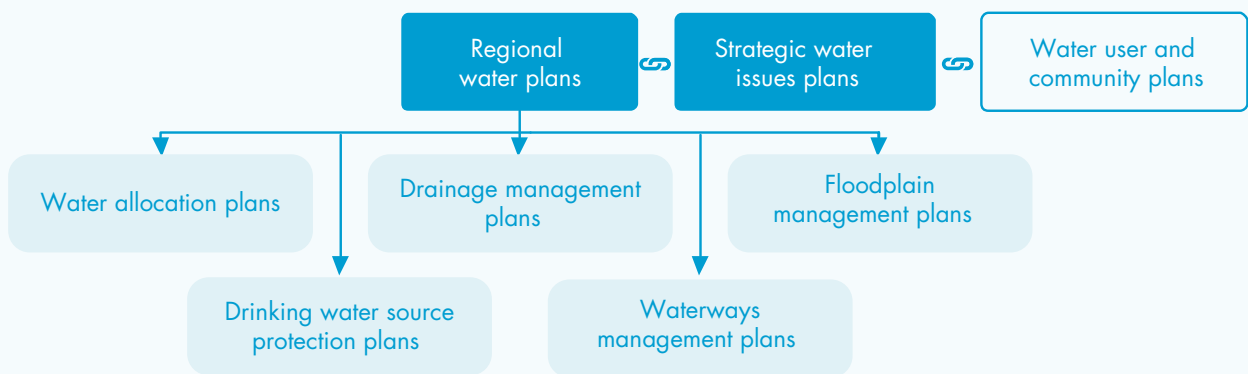 Regional
water plans
Strategic water
issues plans
Water user and
community plans
Water allocation plans
Drainage management
plans
Floodplain
management plans
Drinking water source
protection plans
Waterways
management plans